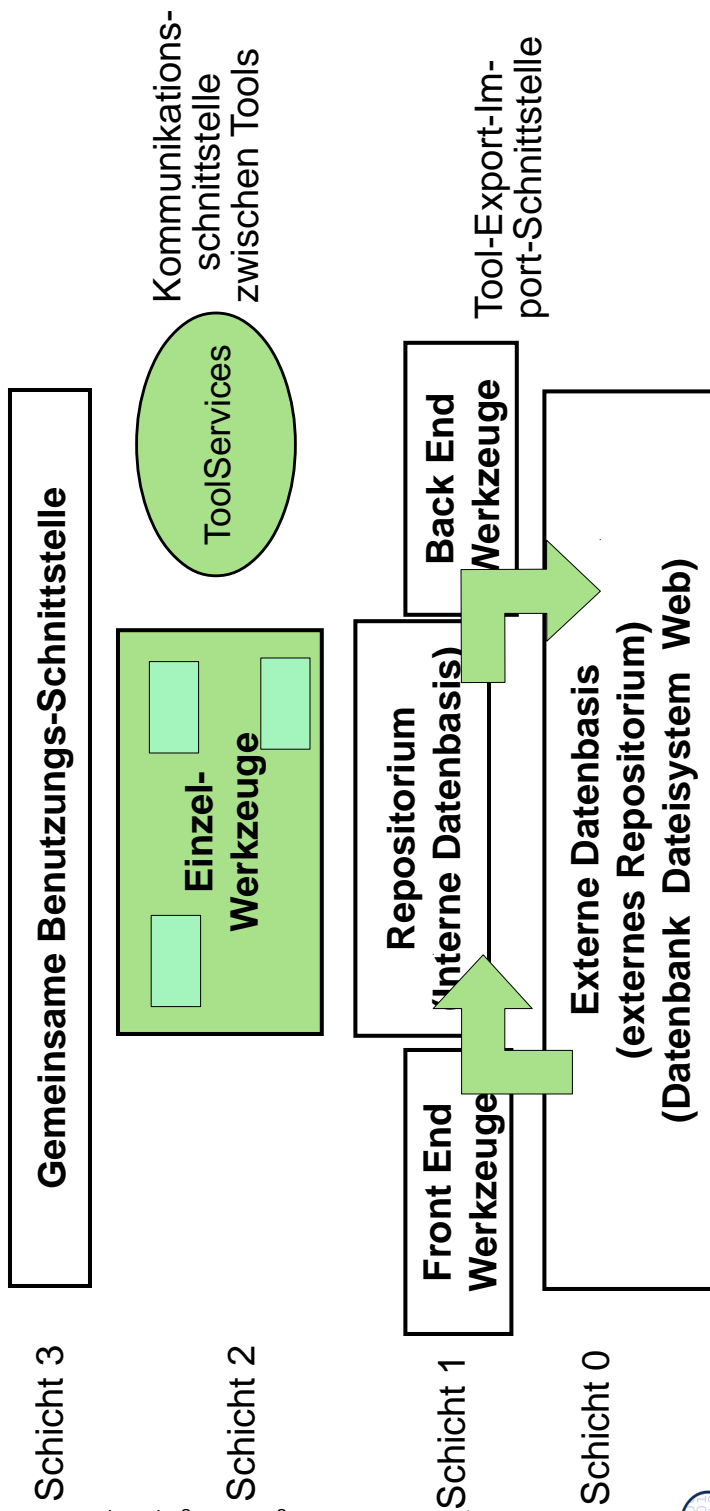 Schicht 3
Gemeinsame Benutzungs-Schnittstelle
Schicht 2
Einzel-
Werkzeuge
ToolServices
Kommunikations-
schnittstelle
zwischen Tools
Schicht 1
Front End
Werkzeuge
Repositorium
(Interne Datenbasis)
Back End
Werkzeuge
Tool-Export-Im-
port-Schnittstelle
Schicht 0
Externe Datenbasis
(externes Repositorium)
(Datenbank Dateisystem Web)